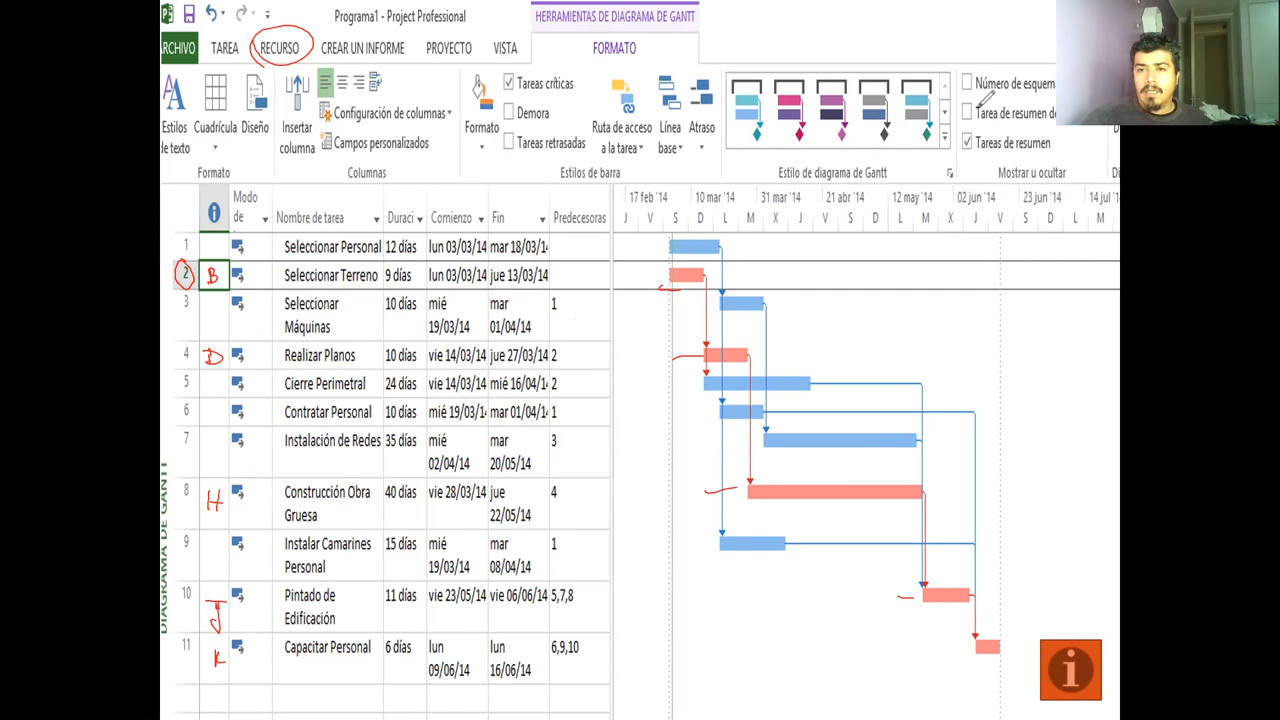 Programa1 - Project Professional
HERRAMIENTAS DE DIAGRAMA DE GANTT
ARCHIVO TAREA RECURSO CREAR UN INFORME PROYECTO VISTA FORMATO
Estilos
de texto
Cuadrícula
Diseño
Formato
Insertar
columna
Configuración de columnas
Campos personalizados
Columnas
Formato
Tareas críticas
Demora
Tareas retrasadas
Ruta de acceso
a la tarea
Línea
base
Atraso
Estilos de barra
Estilo de diagrama de Gantt
Número de esquem
Tarea de resumen d
Tareas de resumen
Mostrar u ocultar
Modo
de
Nombre de tarea
Duraci
Comienzo
Fin
Predecesoras
17 feb '14 10 mar '14 31 mar '14 21 abr '14 12 may '14 02 jun '14 23 jun '14 14 jul '14
J V S D L M X J V S D L M X J V S D M
1 Seleccionar Personal 12 días lun 03/03/14 mar 18/03/14
2 B Seleccionar Terreno 9 días lun 03/03/14 jue 13/03/14
3 Seleccionar Máquinas 10 días mié 19/03/14 mar 01/04/14 1
4 D Realizar Planos 10 días vie 14/03/14 jue 27/03/14 2
5 Cierre Perimetral 24 días vie 14/03/14 mié 16/04/14 2
6 Contratar Personal 10 días mié 19/03/14 mar 01/04/14 1
7 Instalación de Redes 35 días mié 02/04/14 mar 20/05/14 3
8 H Construcción Obra Gruesa 40 días vie 28/03/14 jue 22/05/14 4
9 Instalar Camarines Personal 15 días mié 19/03/14 mar 08/04/14 1
10 J Pintado de Edificación 11 días vie 23/05/14 vie 06/06/14 5,7,8
11 K Capacitar Personal 6 días lun 09/06/14 lun 16/06/14 6,9,10
DIAGRAMA DE GANTT
i